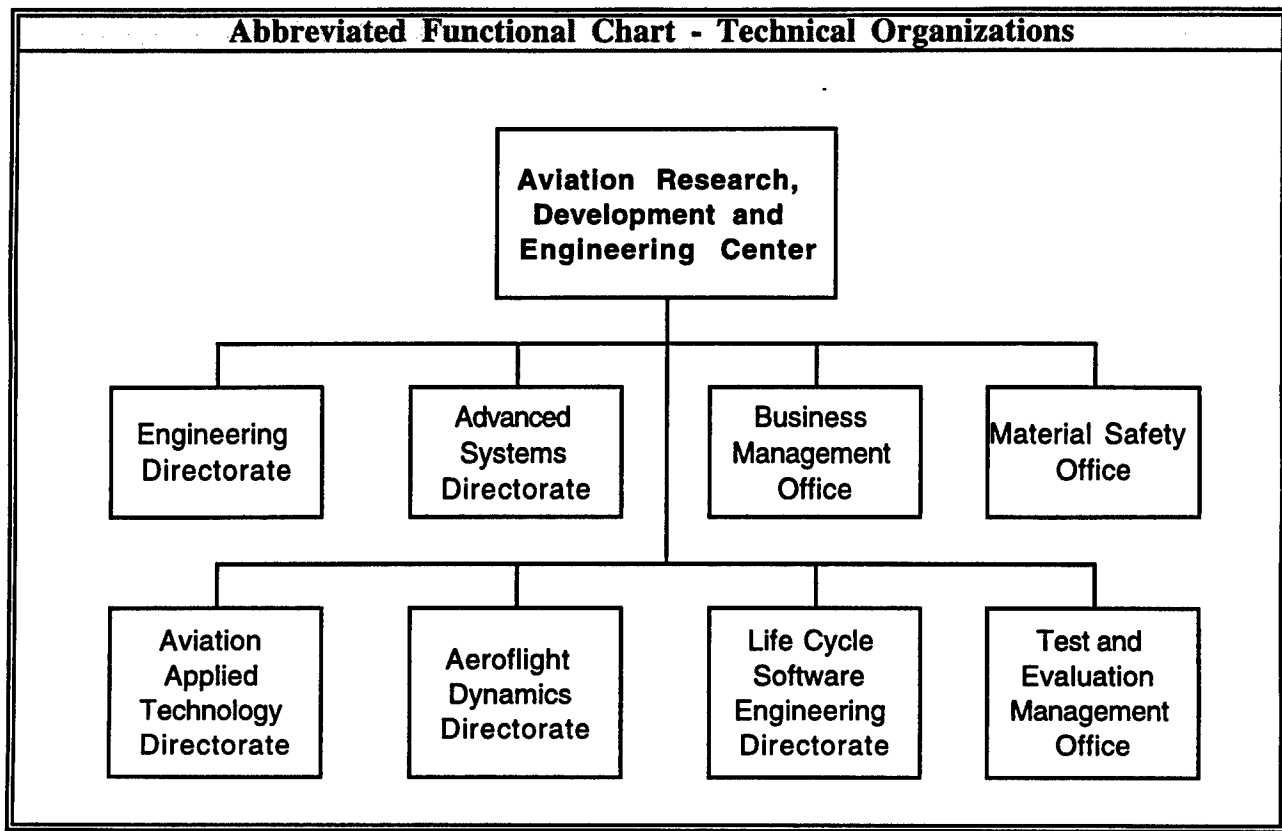 Abbreviated Functional Chart - Technical Organizations
Aviation Research,
Development and
Engineering Center
Engineering
Directorate
Advanced
Systems
Directorate
Business
Management
Office
Material Safety
Office
Aviation
Applied
Technology
Directorate
Aeroflight
Dynamics
Directorate
Life Cycle
Software
Engineering
Directorate
Test and
Evaluation
Management
Office